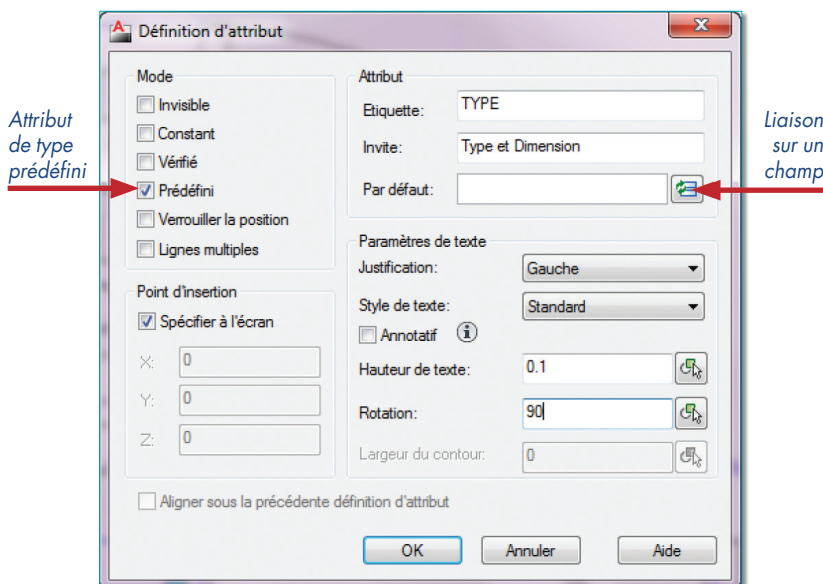 Définition d'attribut
Mode
Invisible
Constant
Vérifié
Prédéfini
Verrouiller la position
Lignes multiples
Attribut
Etiquette: TYPE
Invite: Type et Dimension
Par défaut:
Attribut
de type
prédéfini
Liaison
sur un
champ
Point d'insertion
Spécifier à l'écran
X: 0
Y: 0
Z: 0
Paramètres de texte
Justification: Gauche
Style de texte: Standard
Annotatif
Hauteur de texte: 0.1
Rotation: 90
Largeur du contour: 0
Aligner sous la précédente définition d'attribut
OK Annuler Aide